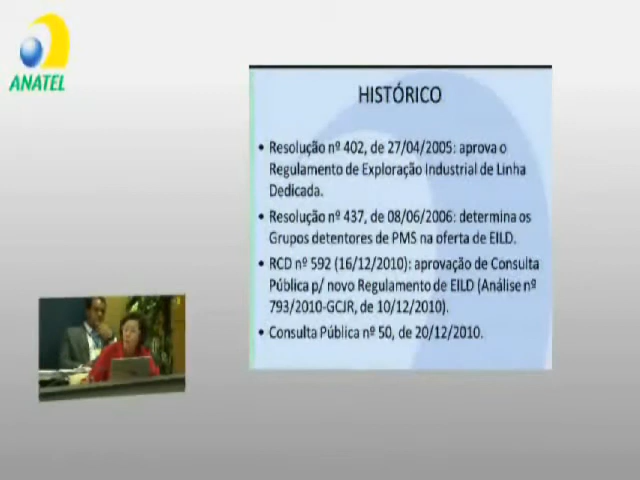 ANATEL
HISTÓRICO
• Resolução nº 402, de 27/04/2005: aprova o
Regulamento de Exploração Industrial de Linha
Dedicada.
• Resolução nº 437, de 08/06/2006: determina os
Grupos detentores de PMS na oferta de EILD.
• RCD nº 592 (16/12/2010): aprovação de Consulta
Pública p/ novo Regulamento de EILD (Análise nº
793/2010-GCJR, de 10/12/2010).
• Consulta Pública nº 50, de 20/12/2010.